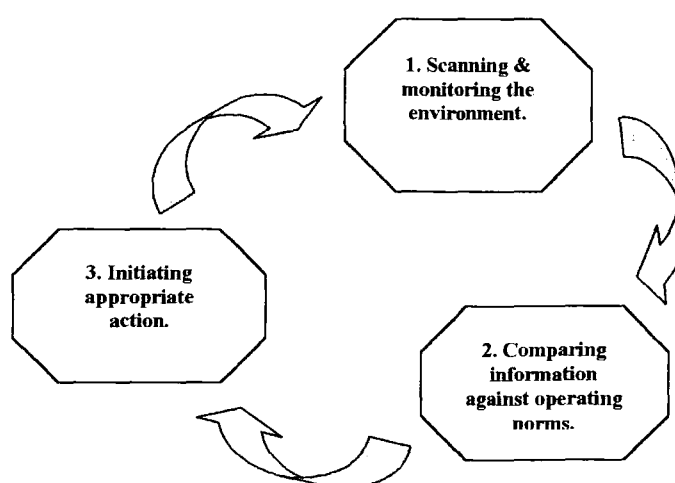 1. Scanning &
monitoring the
environment.
2. Comparing
information
against operating
norms.
3. Initiating
appropriate
action.